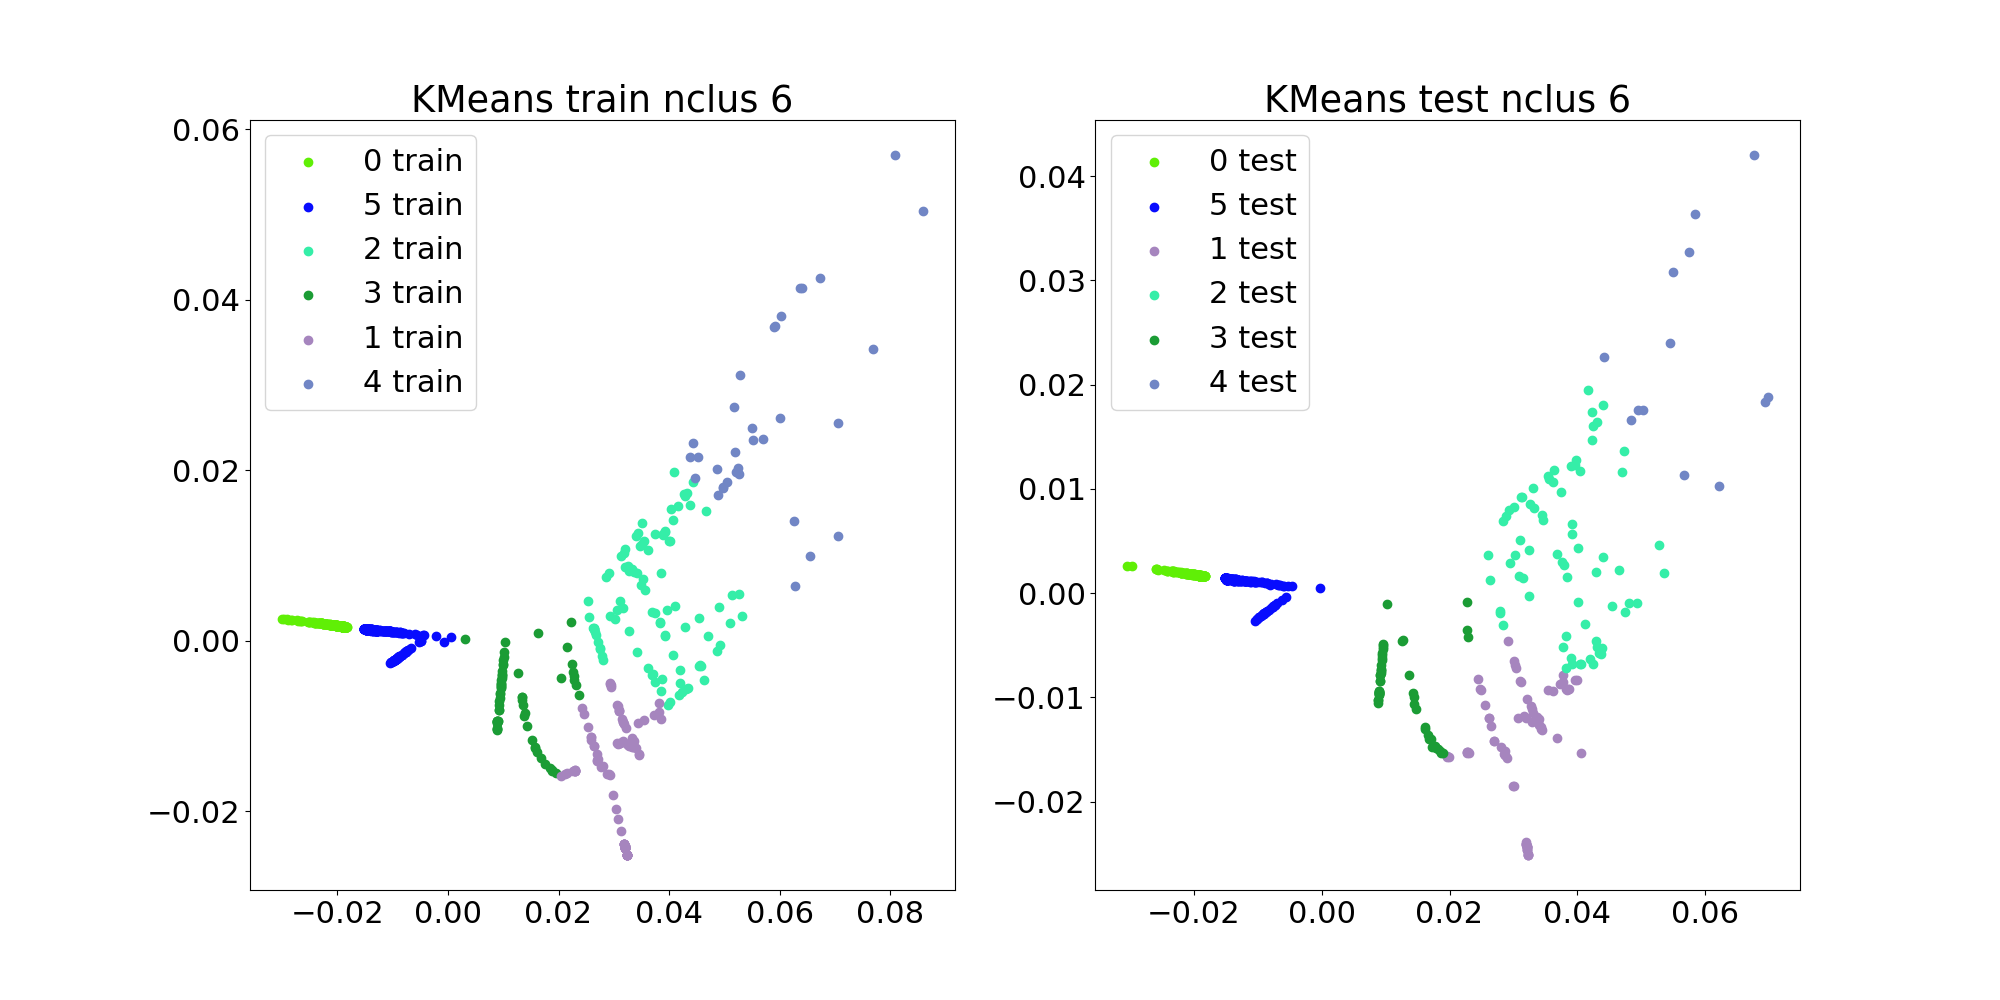 KMeans train nclus 6
0.06
0.04
0.02
0.00
−0.02
0 train
5 train
2 train
3 train
1 train
4 train
−0.02 0.00 0.02 0.04 0.06 0.08
KMeans test nclus 6
0.04
0.03
0.02
0.01
0.00
−0.01
−0.02
0 test
5 test
1 test
2 test
3 test
4 test
−0.02 0.00 0.02 0.04 0.06